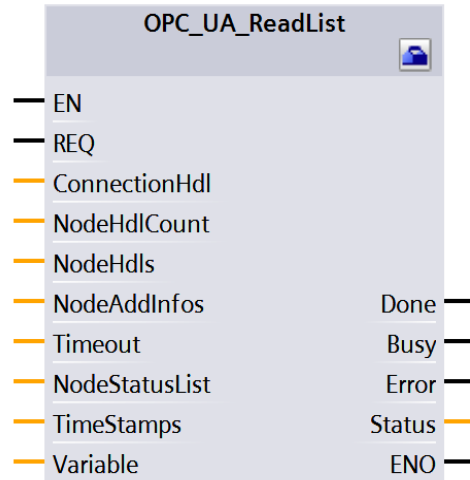 OPC_UA_ReadList
EN
REQ
ConnectionHdl
NodeHdlCount
NodeHdls
NodeAddInfos Done
Timeout Busy
NodeStatusList Error
TimeStamps Status
Variable ENO